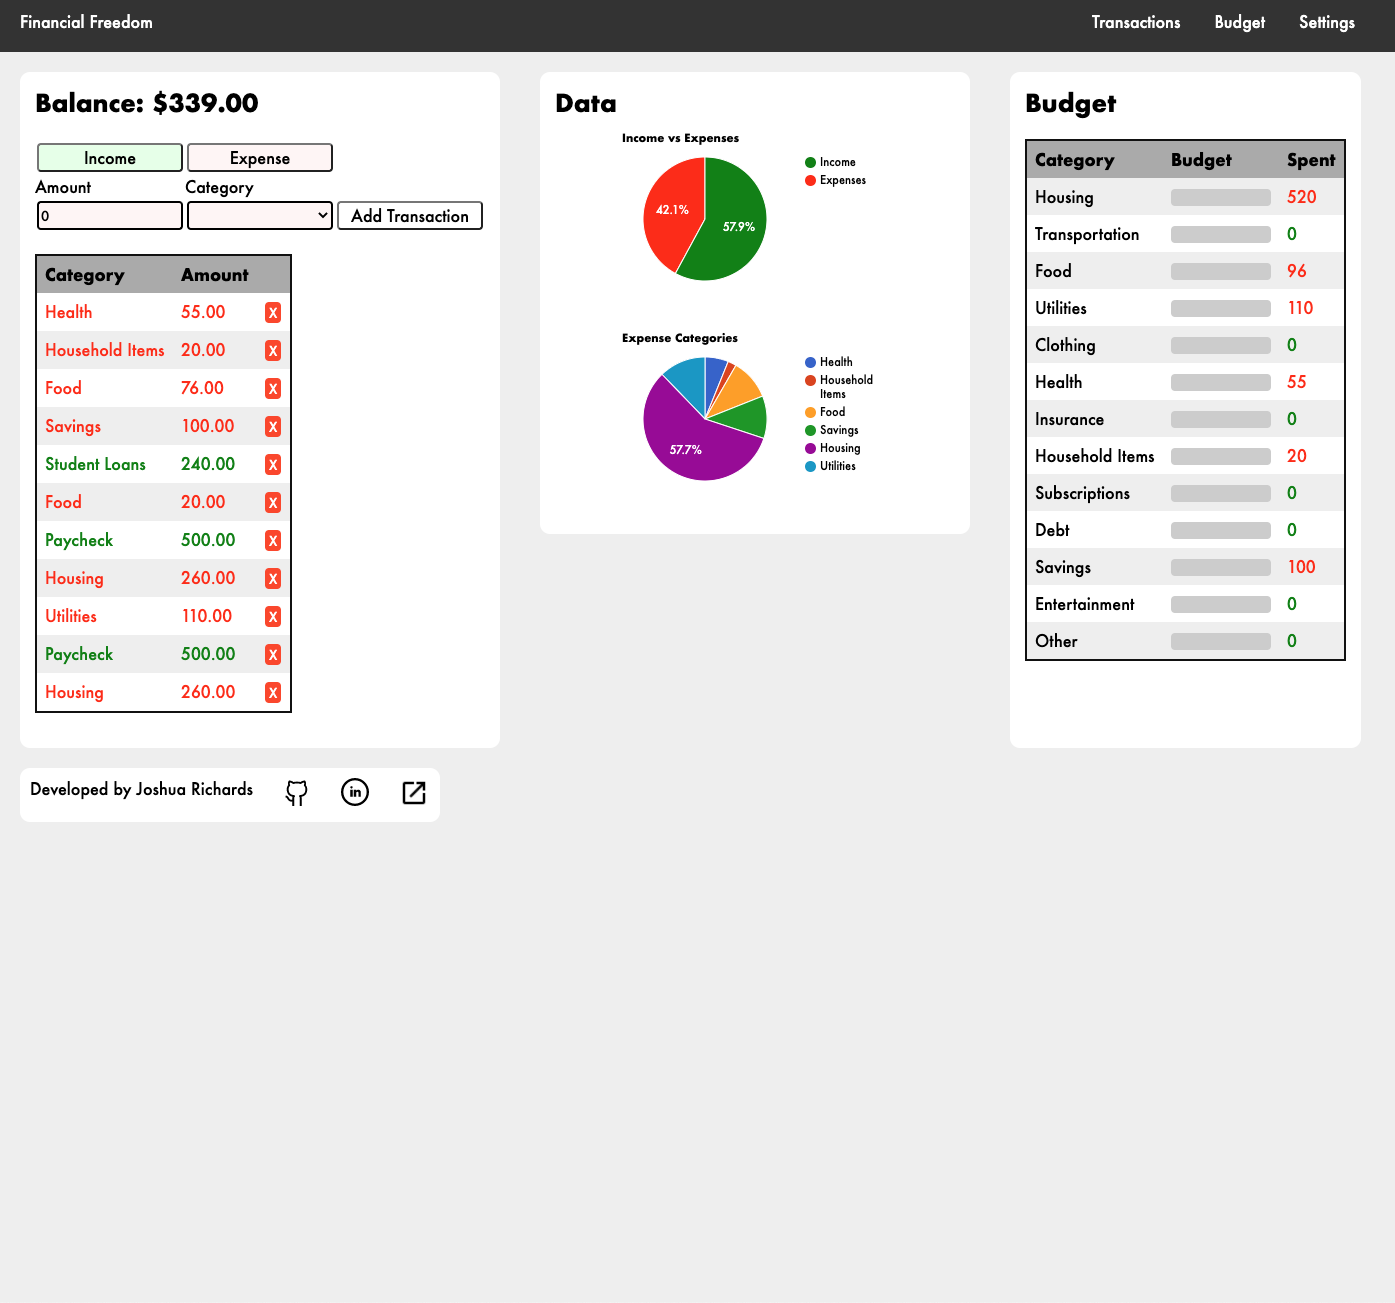 Financial Freedom Transactions Budget Settings
Balance: $339.00
Income Expense
Amount Category
0 Add Transaction
Category Amount
Health 55.00 X
Household Items 20.00 X
Food 76.00 X
Savings 100.00 X
Student Loans 240.00 X
Food 20.00 X
Paycheck 500.00 X
Housing 260.00 X
Utilities 110.00 X
Paycheck 500.00 X
Housing 260.00 X
Data
Income vs Expenses
Income
Expenses
42.1%
57.9%
Expense Categories
Health
Household
Items
Food
Savings
Housing
Utilities
57.7%
Budget
Category Budget Spent
Housing 520
Transportation 0
Food 96
Utilities 110
Clothing 0
Health 55
Insurance 0
Household Items 20
Subscriptions 0
Debt 0
Savings 100
Entertainment 0
Other 0
Developed by Joshua Richards in